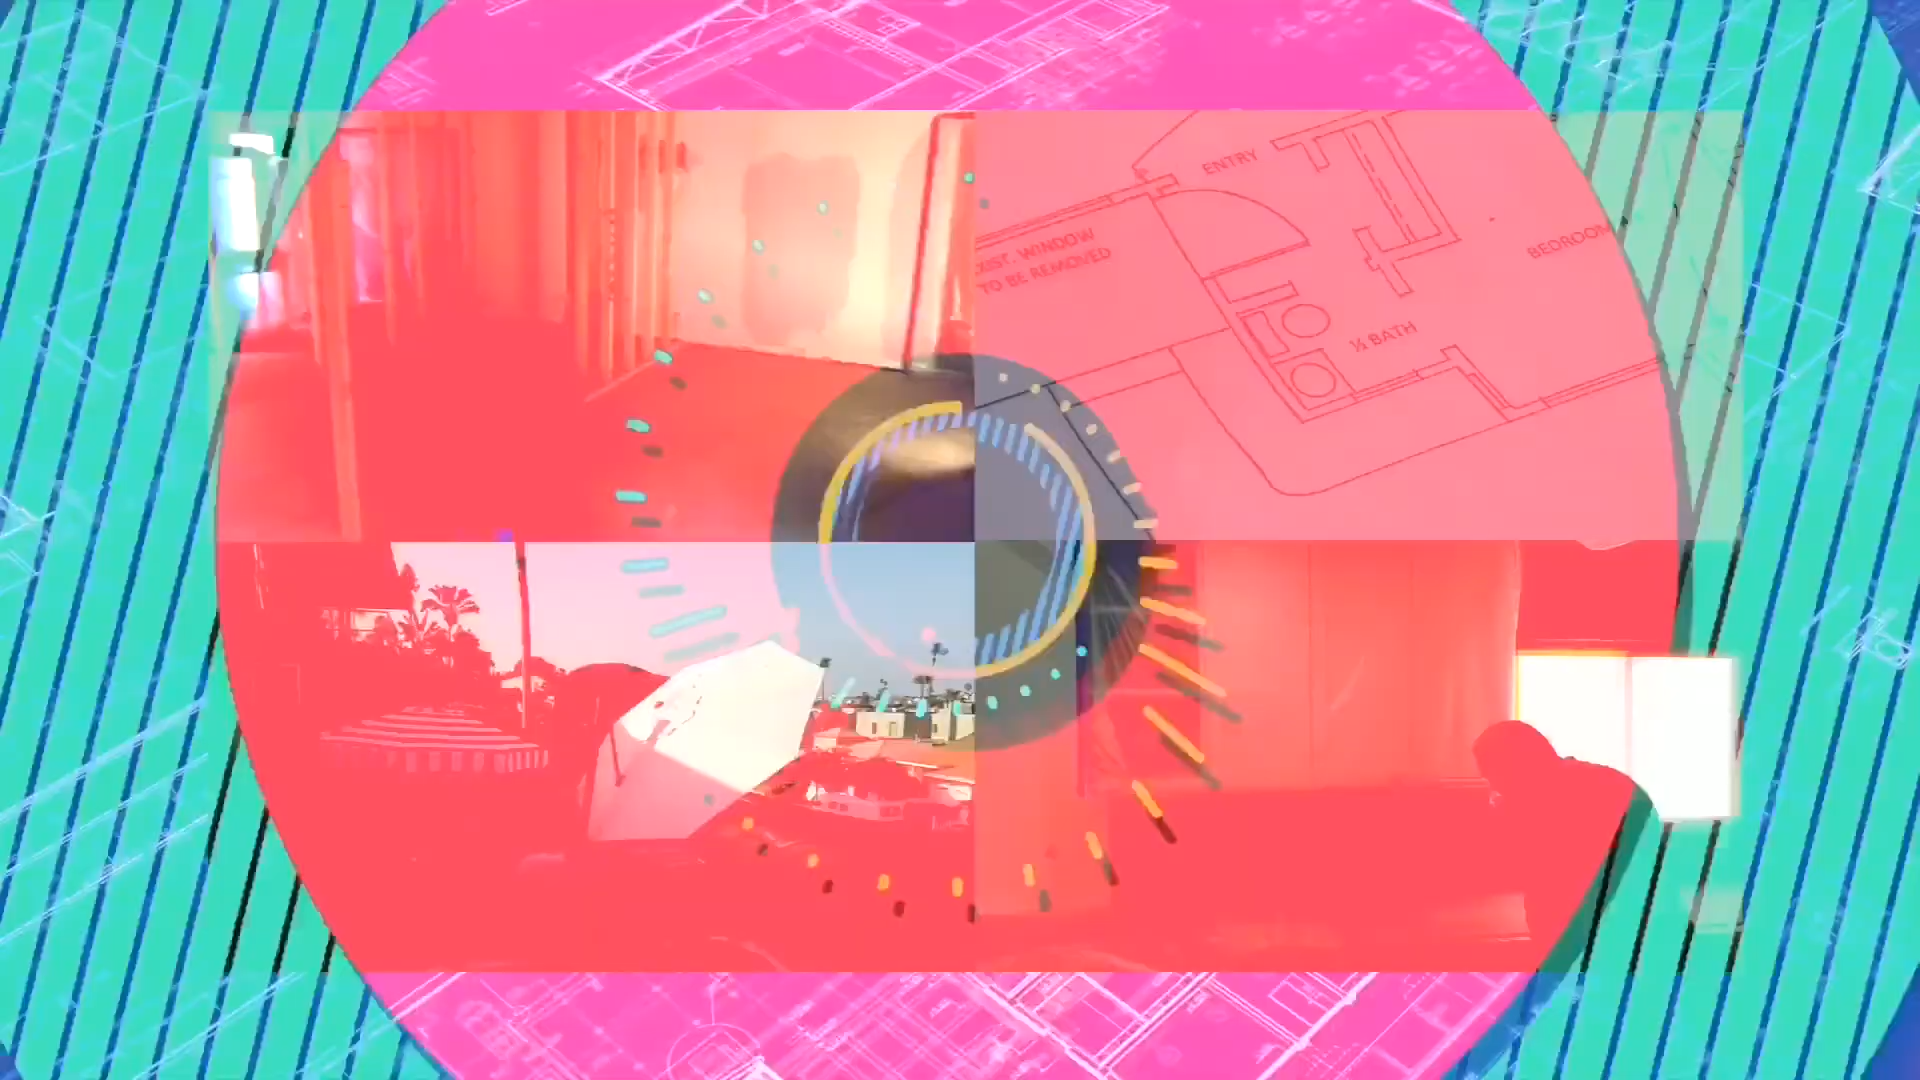 ENTRY
EXIST. WINDOW
TO BE REMOVED
BEDROOM
½ BATH